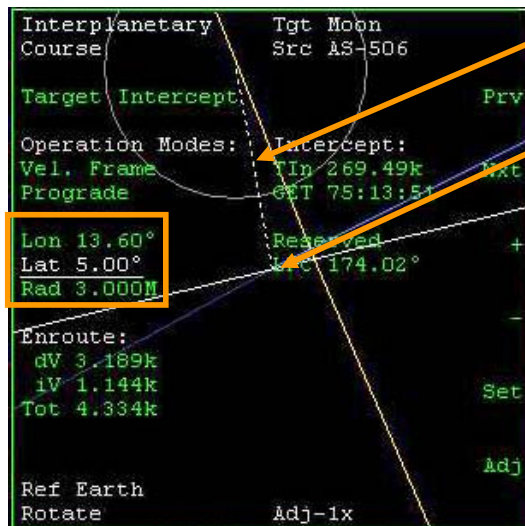 Interplanetary Tgt Moon
Course Src AS-506
Target Intercept Prv
Operation Modes: Intercept:
Vel. Frame TIn 269.49k Nxt
Prograde GET 75:13:51
Lon 13.60° Reserved +
Lat 5.00° 174.02°
Rad 3.000M
Enroute: -
dV 3.189k
iV 1.144k Set
Tot 4.334k
Adj
Ref Earth
Rotate Adj-1x